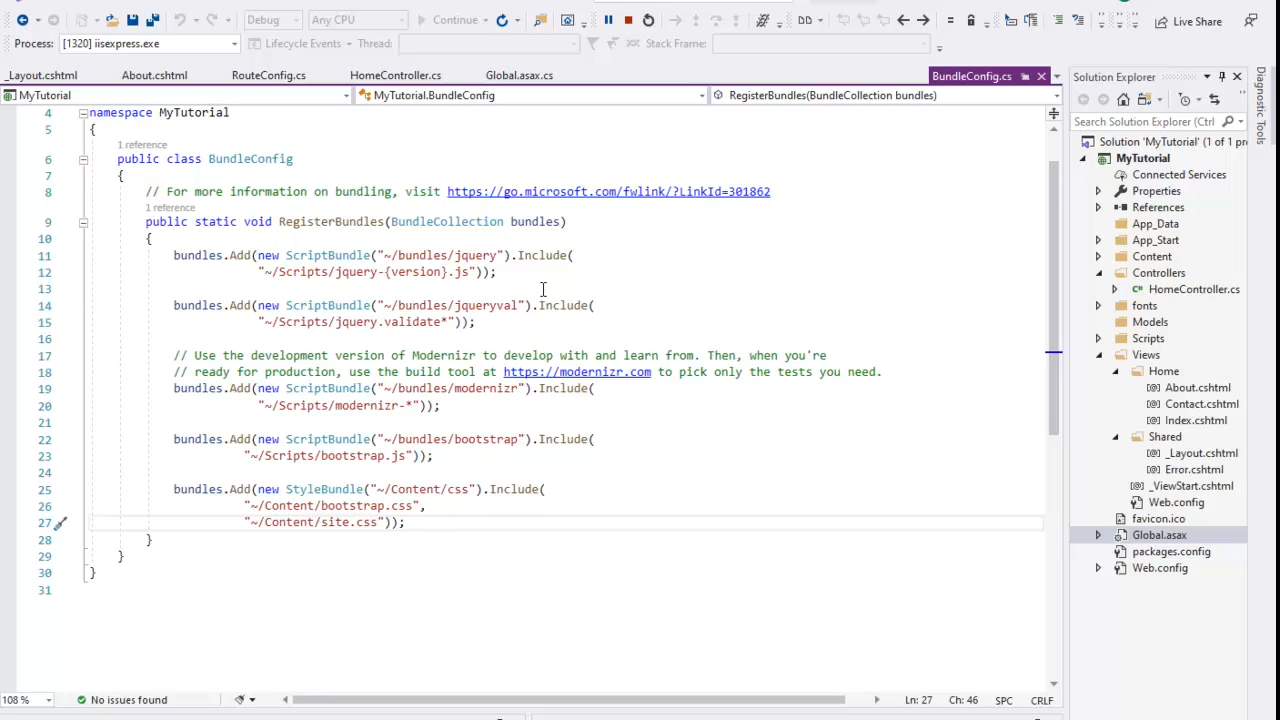 Debug
Any CPU
Continue
Live Share
Process: [1320] iisexpress.exe
Lifecycle Events
Thread:
Stack Frame:
_Layout.cshtml
About.cshtml
RouteConfig.cs
HomeController.cs
Global.asax.cs
BundleConfig.cs
MyTutorial
MyTutorial.BundleConfig
RegisterBundles(BundleCollection bundles)
4 namespace MyTutorial
5 {
1 reference
6 public class BundleConfig
7 {
8 // For more information on bundling, visit https://go.microsoft.com/fwlink/?LinkId=301862
1 reference
9 public static void RegisterBundles(BundleCollection bundles)
10 {
11 bundles.Add(new ScriptBundle("~/bundles/jquery").Include(
12 "~/Scripts/jquery-{version}.js"));
13
14 bundles.Add(new ScriptBundle("~/bundles/jqueryval").Include(
15 "~/Scripts/jquery.validate*"));
16
17 // Use the development version of Modernizr to develop with and learn from. Then, when you're
18 // ready for production, use the build tool at https://modernizr.com to pick only the tests you need.
19 bundles.Add(new ScriptBundle("~/bundles/modernizr").Include(
20 "~/Scripts/modernizr-*"));
21
22 bundles.Add(new ScriptBundle("~/bundles/bootstrap").Include(
23 "~/Scripts/bootstrap.js"));
24
25 bundles.Add(new StyleBundle("~/Content/css").Include(
26 "~/Content/bootstrap.css",
27 "~/Content/site.css"));
28 }
29 }
30 }
31
108 %
No issues found
Ln: 27
Ch: 46
SPC
CRLF
Solution Explorer
Search Solution Explorer (Ctrl
Solution 'MyTutorial' (1 of 1 pr
MyTutorial
Connected Services
Properties
References
App_Data
App_Start
Content
Controllers
C# HomeController.cs
fonts
Models
Scripts
Views
Home
About.cshtml
Contact.cshtml
Index.cshtml
Shared
_Layout.cshtml
Error.cshtml
_ViewStart.cshtml
Web.config
favicon.ico
Global.asax
packages.config
Web.config
Diagnostic Tools